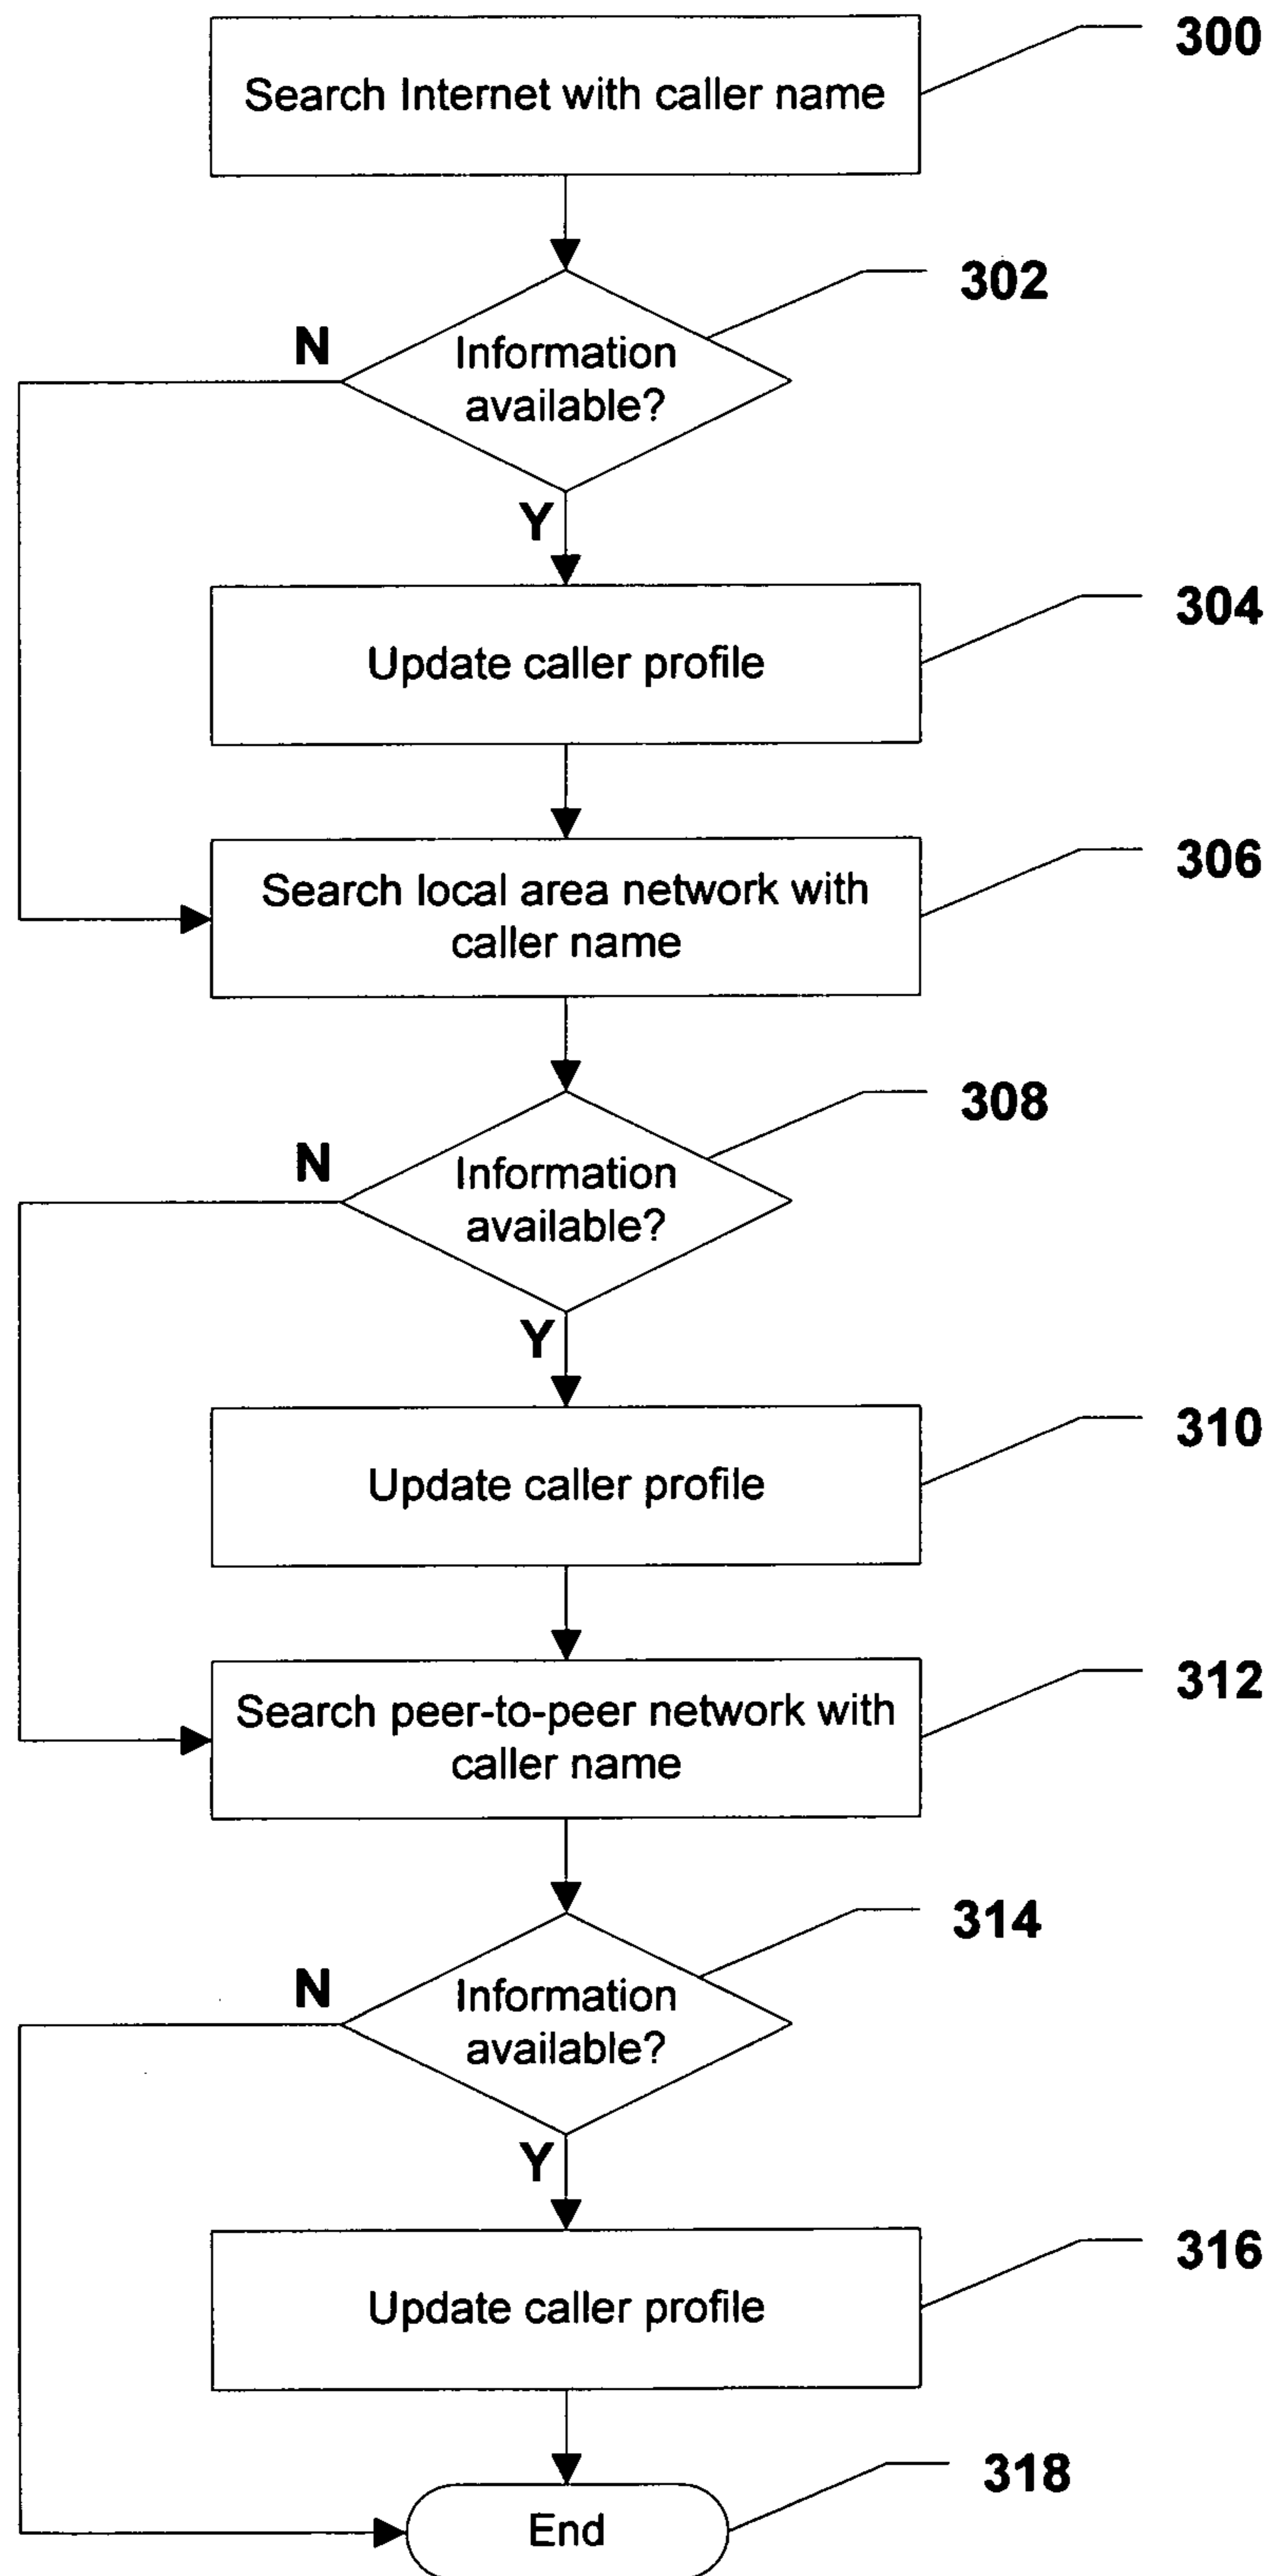 300
Search Internet with caller name
302
N
Information
available?
Y
304
Update caller profile
306
Search local area network with
caller name
308
N
Information
available?
Y
310
Update caller profile
312
Search peer-to-peer network with
caller name
314
N
Information
available?
Y
316
Update caller profile
318
End